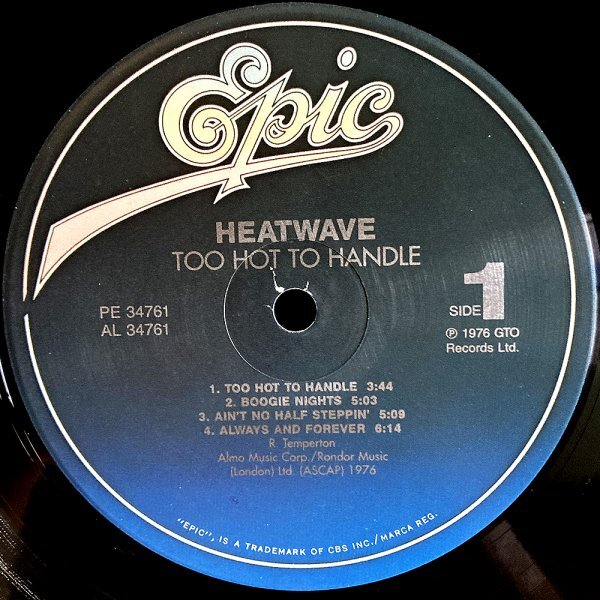 Epic
HEATWAVE
TOO HOT TO HANDLE
PE 34761
AL 34761
SIDE 1
℗ 1976 GTO
Records Ltd.
1. TOO HOT TO HANDLE 3:44
2. BOOGIE NIGHTS 5:03
3. AIN'T NO HALF STEPPIN' 5:09
4. ALWAYS AND FOREVER 6:14
R. Temperton
Almo Music Corp./Rondor Music
(London) Ltd (ASCAP) 1976
"EPIC", IS A TRADEMARK OF CBS INC./MARCA REG.